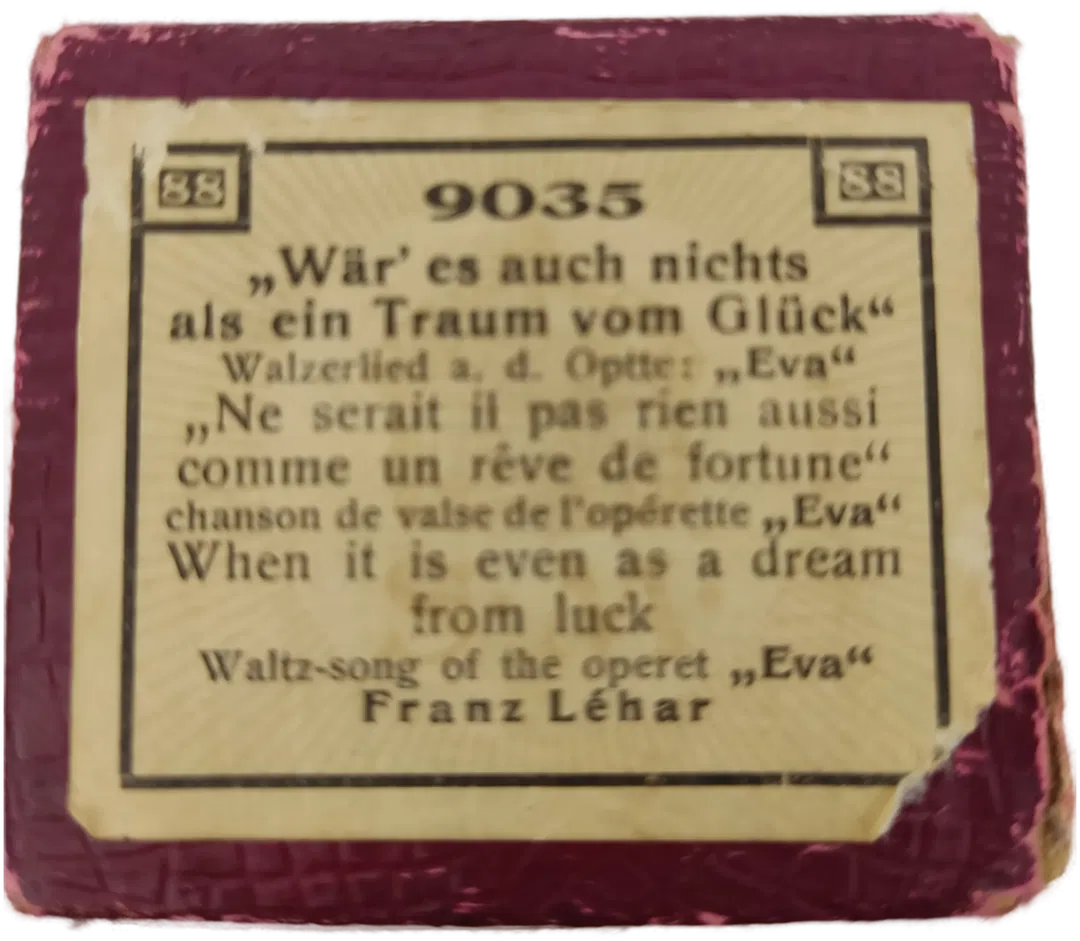 88 9035 88
„Wär’ es auch nichts
als ein Traum vom Glück“
Walzerlied a. d. Optte: „Eva“
„Ne serait il pas rien aussi
comme un rêve de fortune“
chanson de valse de l'opérette „Eva“
When it is even as a dream
from luck
Waltz-song of the operet „Eva“
Franz Léhar